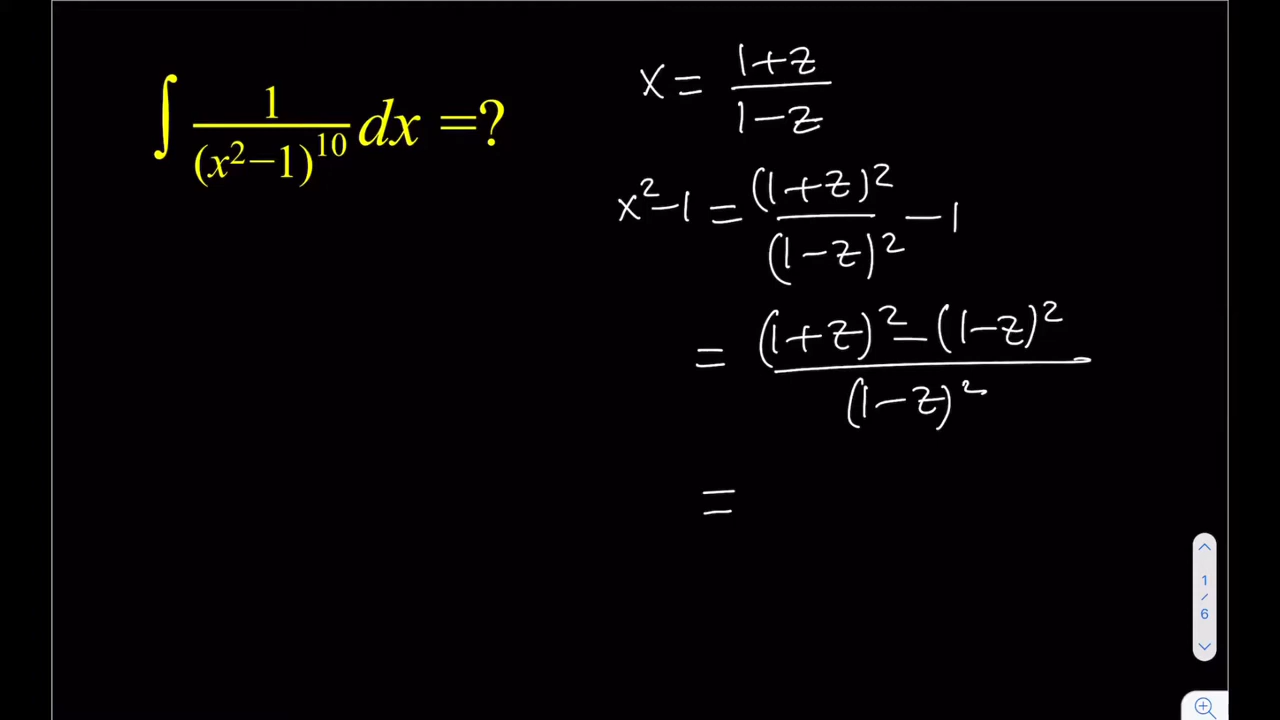 ∫ 1/(x²−1)¹⁰ dx =?
x = (1+z)/(1−z)
x²−1 = (1+z)²/(1−z)² − 1
= ((1+z)² − (1−z)²)/(1−z)²
=
1
/
6